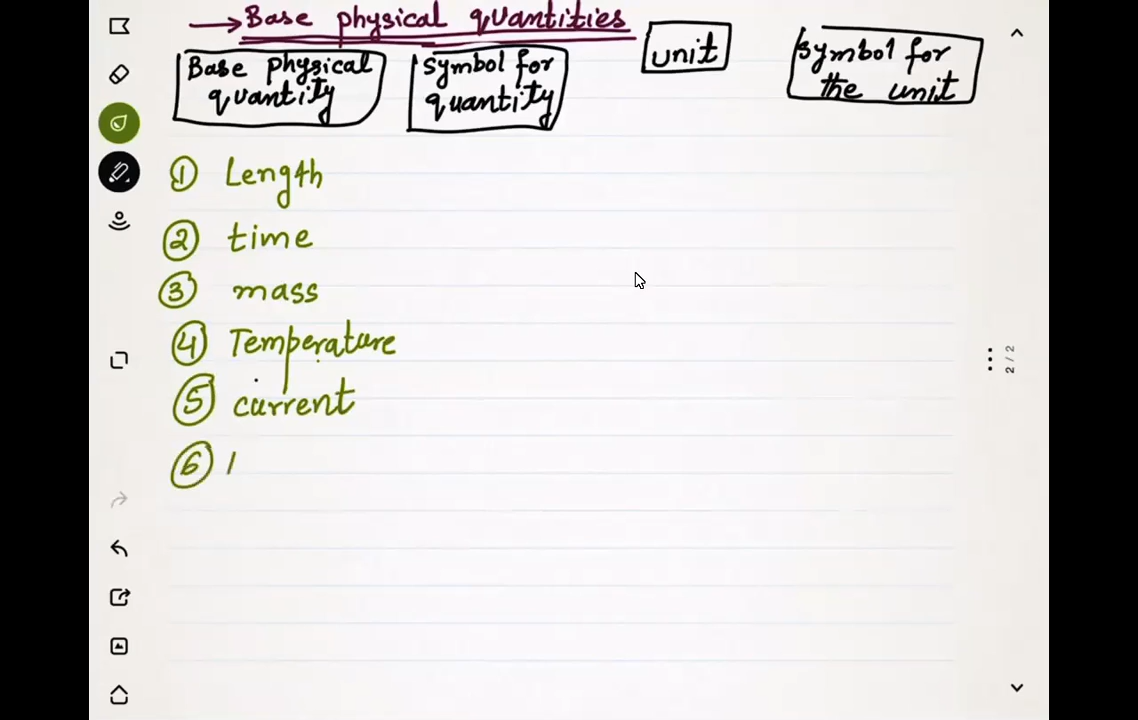 → Base physical quantities
Base physical quantity
symbol for quantity
unit
symbol for the unit
① Length
② time
③ mass
④ Temperature
⑤ current
⑥
2 / 2